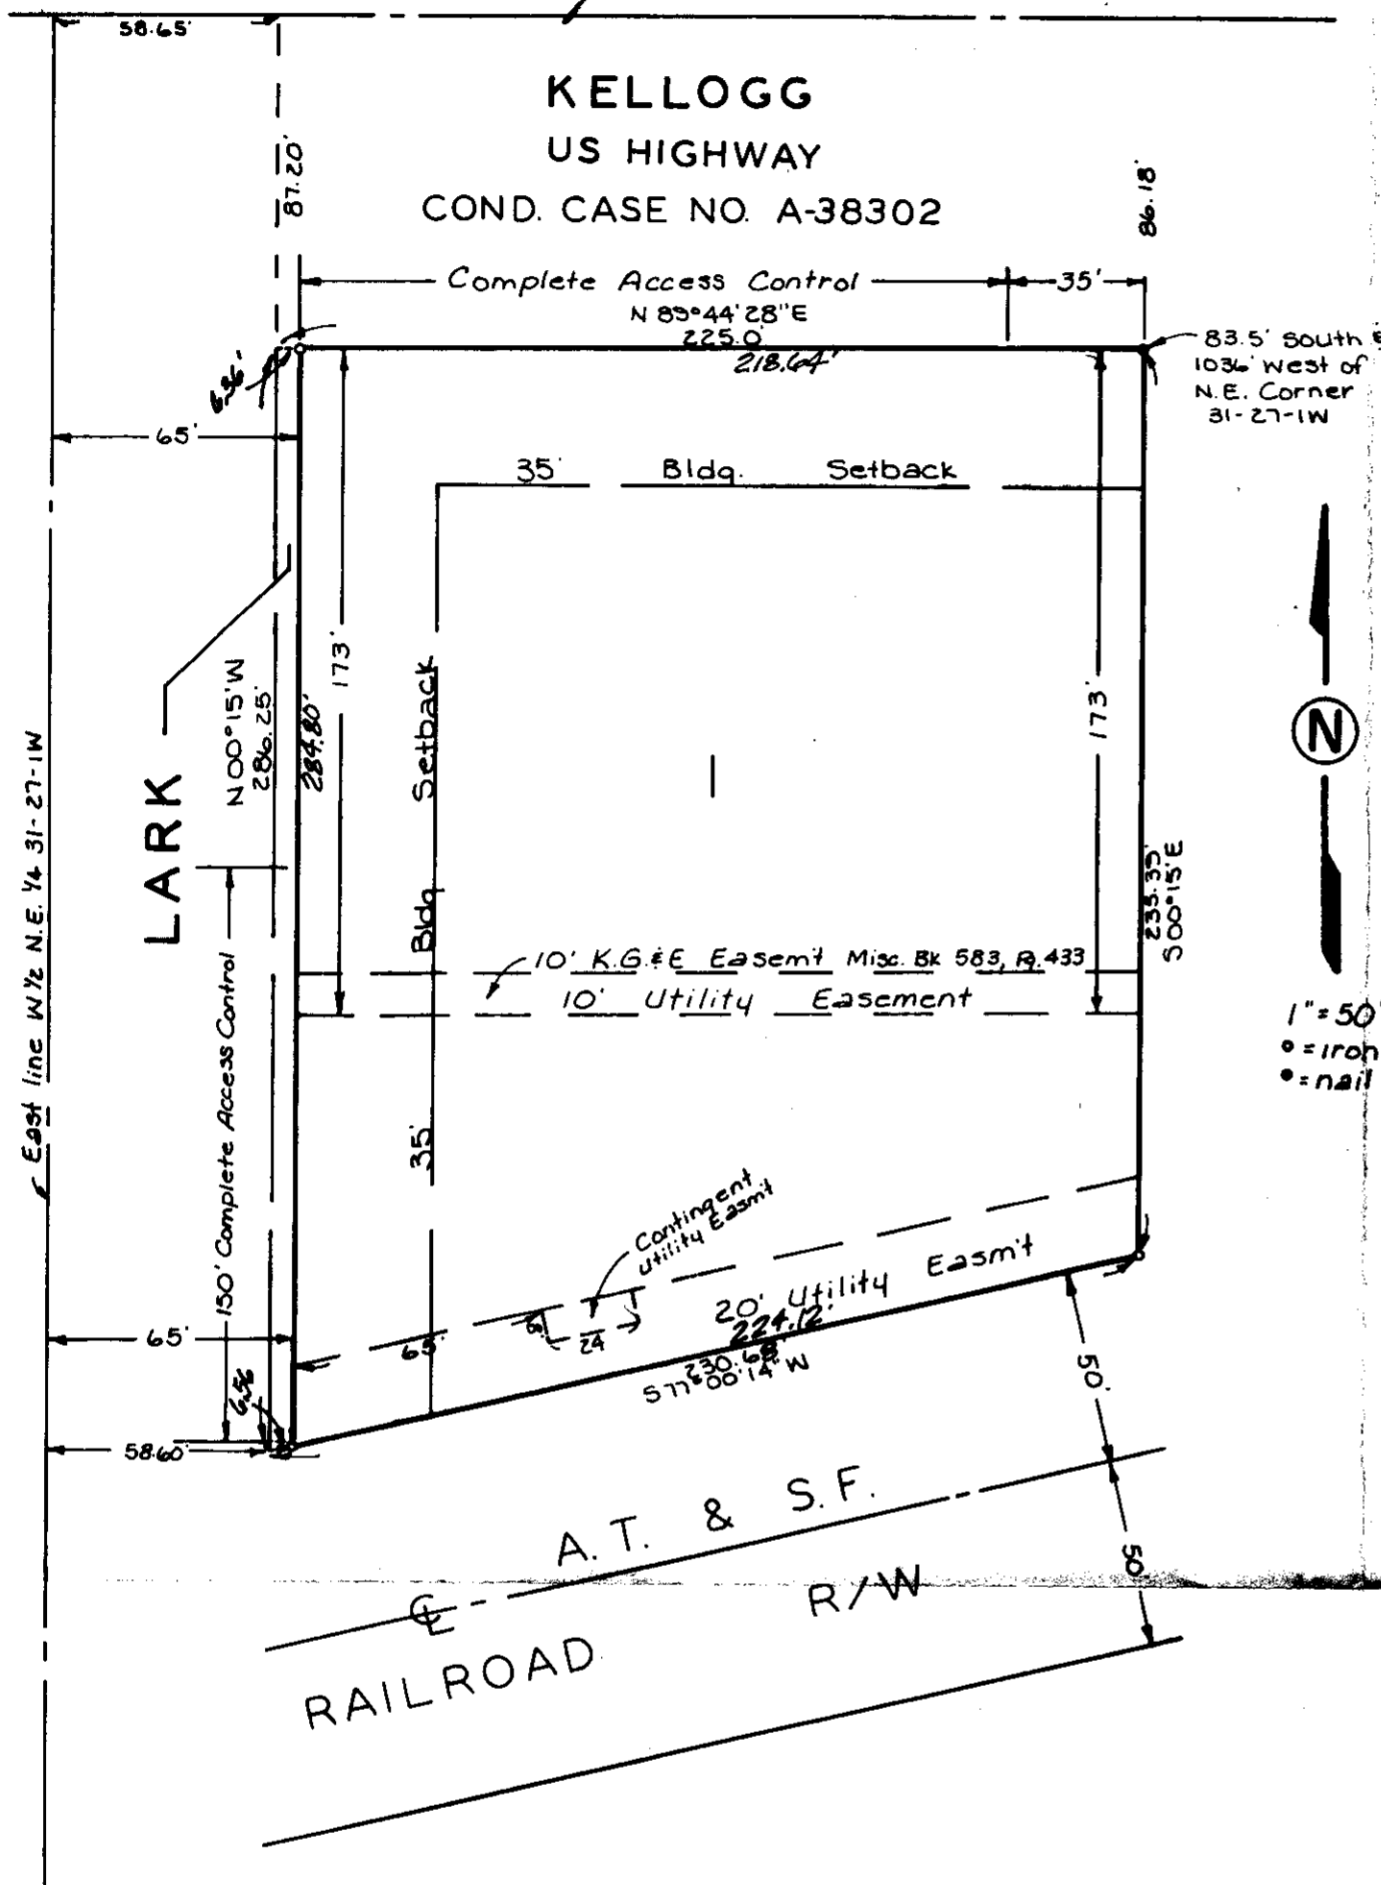 58.65'
KELLOGG
US HIGHWAY
COND. CASE NO. A-38302
87.20'
86.18'
Complete Access Control
35'
N 89°44'28"E
225.0'
218.64'
6.36'
83.5' South &
1036' West of
N.E. Corner
31-27-1W
65'
35' Bldg. Setback
173'
173'
N 00°15'W
286.25'
284.80'
LARK
Bldg Setback
35'
N
East line W½ N.E. ¼ 31-27-1W
150' Complete Access Control
235.35'
S 00°15'E
10' K.G.&E Easem't Misc. Bk 583, Pg. 433
10' Utility Easement
1"=50'
o = iron
• = nail
Contingent
Utility Easm't
20' Utility Easm't
24
65'
224.12'
230.68'
S 77°00'14" W
65'
6.56
58.60'
50'
A.T. & S.F.
50'
R/W
℄
RAILROAD